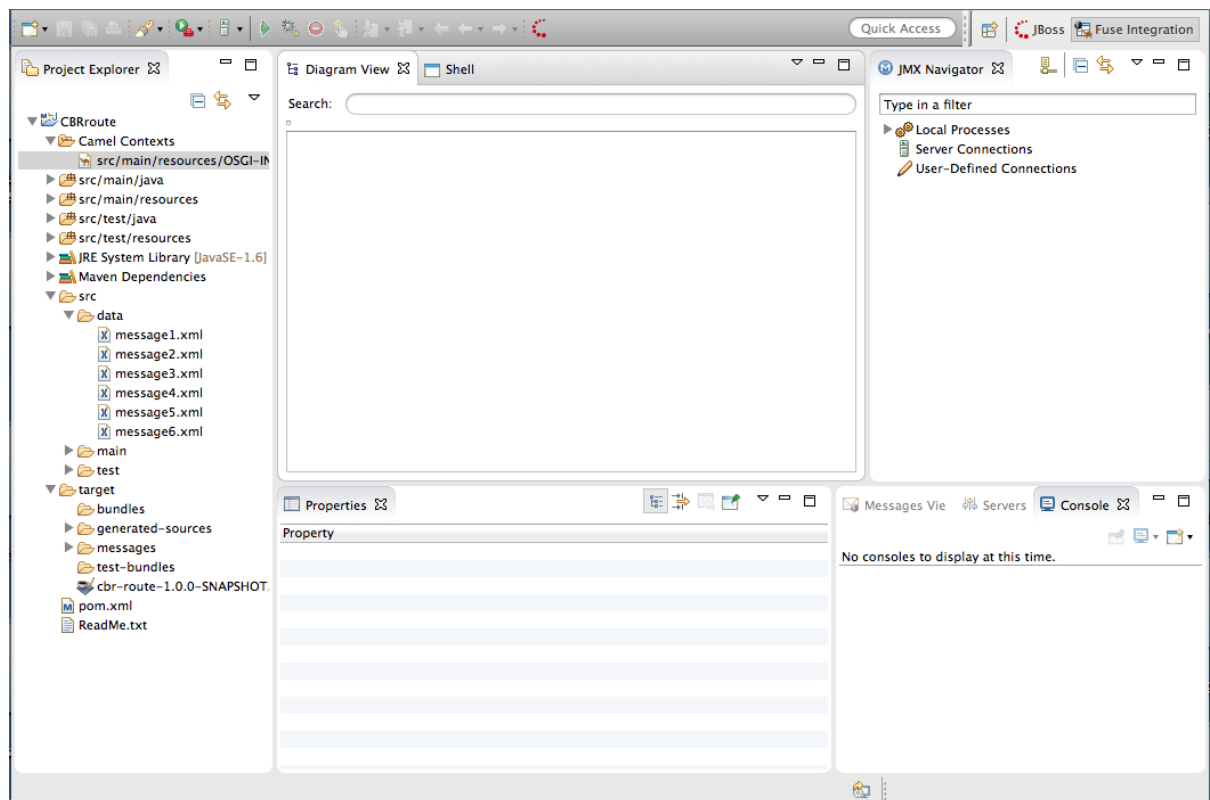 Quick Access
JBoss
Fuse Integration
Project Explorer
CBRroute
Camel Contexts
src/main/resources/OSGI-IN
src/main/java
src/main/resources
src/test/java
src/test/resources
JRE System Library [JavaSE-1.6]
Maven Dependencies
src
data
message1.xml
message2.xml
message3.xml
message4.xml
message5.xml
message6.xml
main
test
target
bundles
generated-sources
messages
test-bundles
cbr-route-1.0.0-SNAPSHOT.
pom.xml
ReadMe.txt
Diagram View
Shell
Search:
JMX Navigator
Type in a filter
Local Processes
Server Connections
User-Defined Connections
Properties
Property
Messages Vie
Servers
Console
No consoles to display at this time.